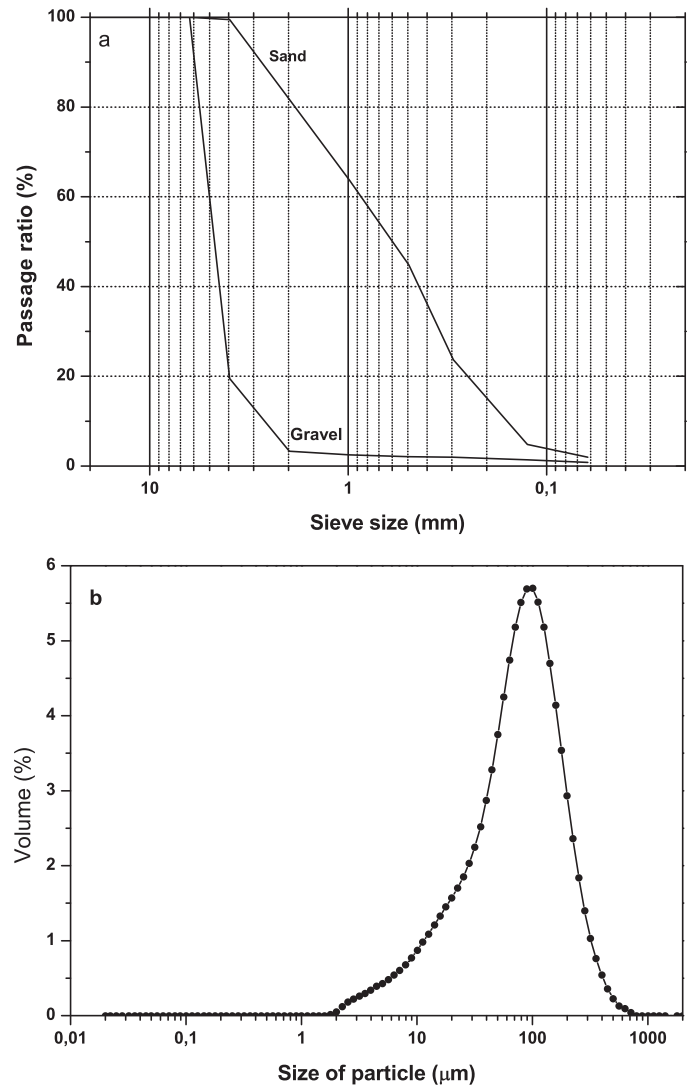 100
a
Sand
80
60
40
20
Gravel
0
10
1
0,1
Passage ratio (%)
Sieve size (mm)
6
b
5
4
3
2
1
0
0,01
0,1
1
10
100
1000
Volume (%)
Size of particle (μm)